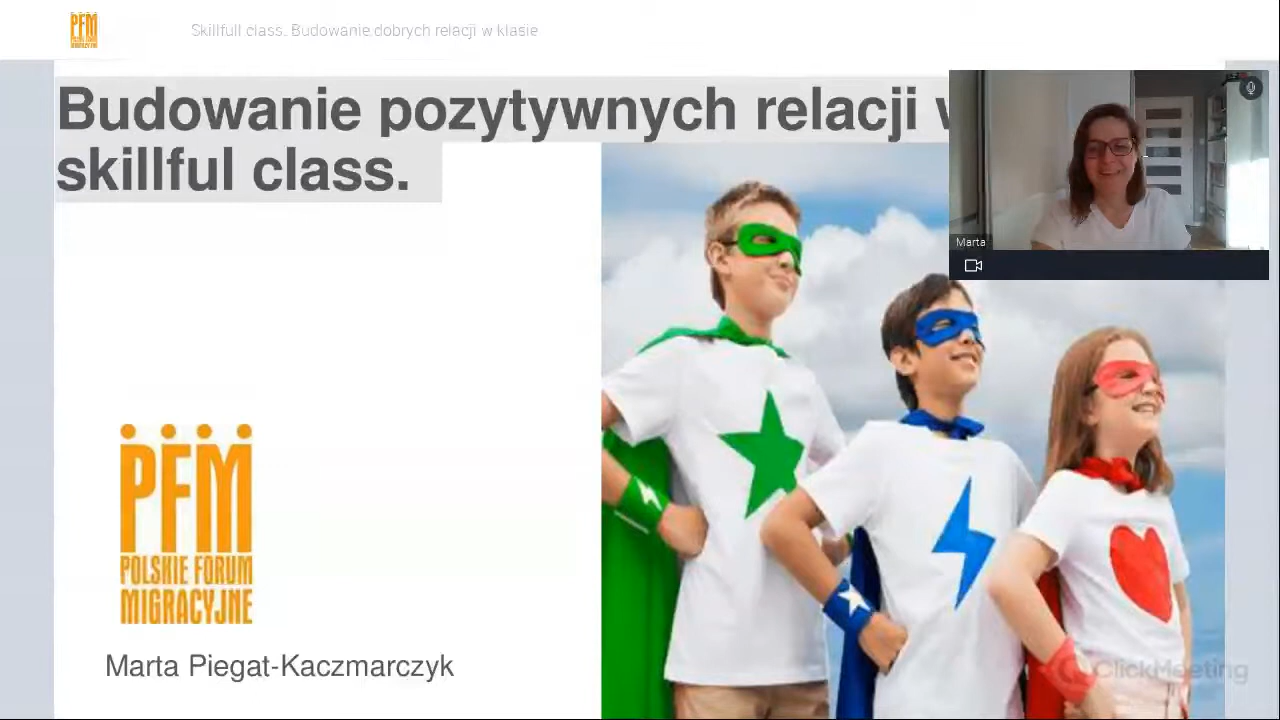 PFM
Skillfull class. Budowanie dobrych relacji w klasie
Budowanie pozytywnych relacji
skillful class.
Marta
PFM
POLSKIE FORUM
MIGRACYJNE
Marta Piegat-Kaczmarczyk
ClickMeeting